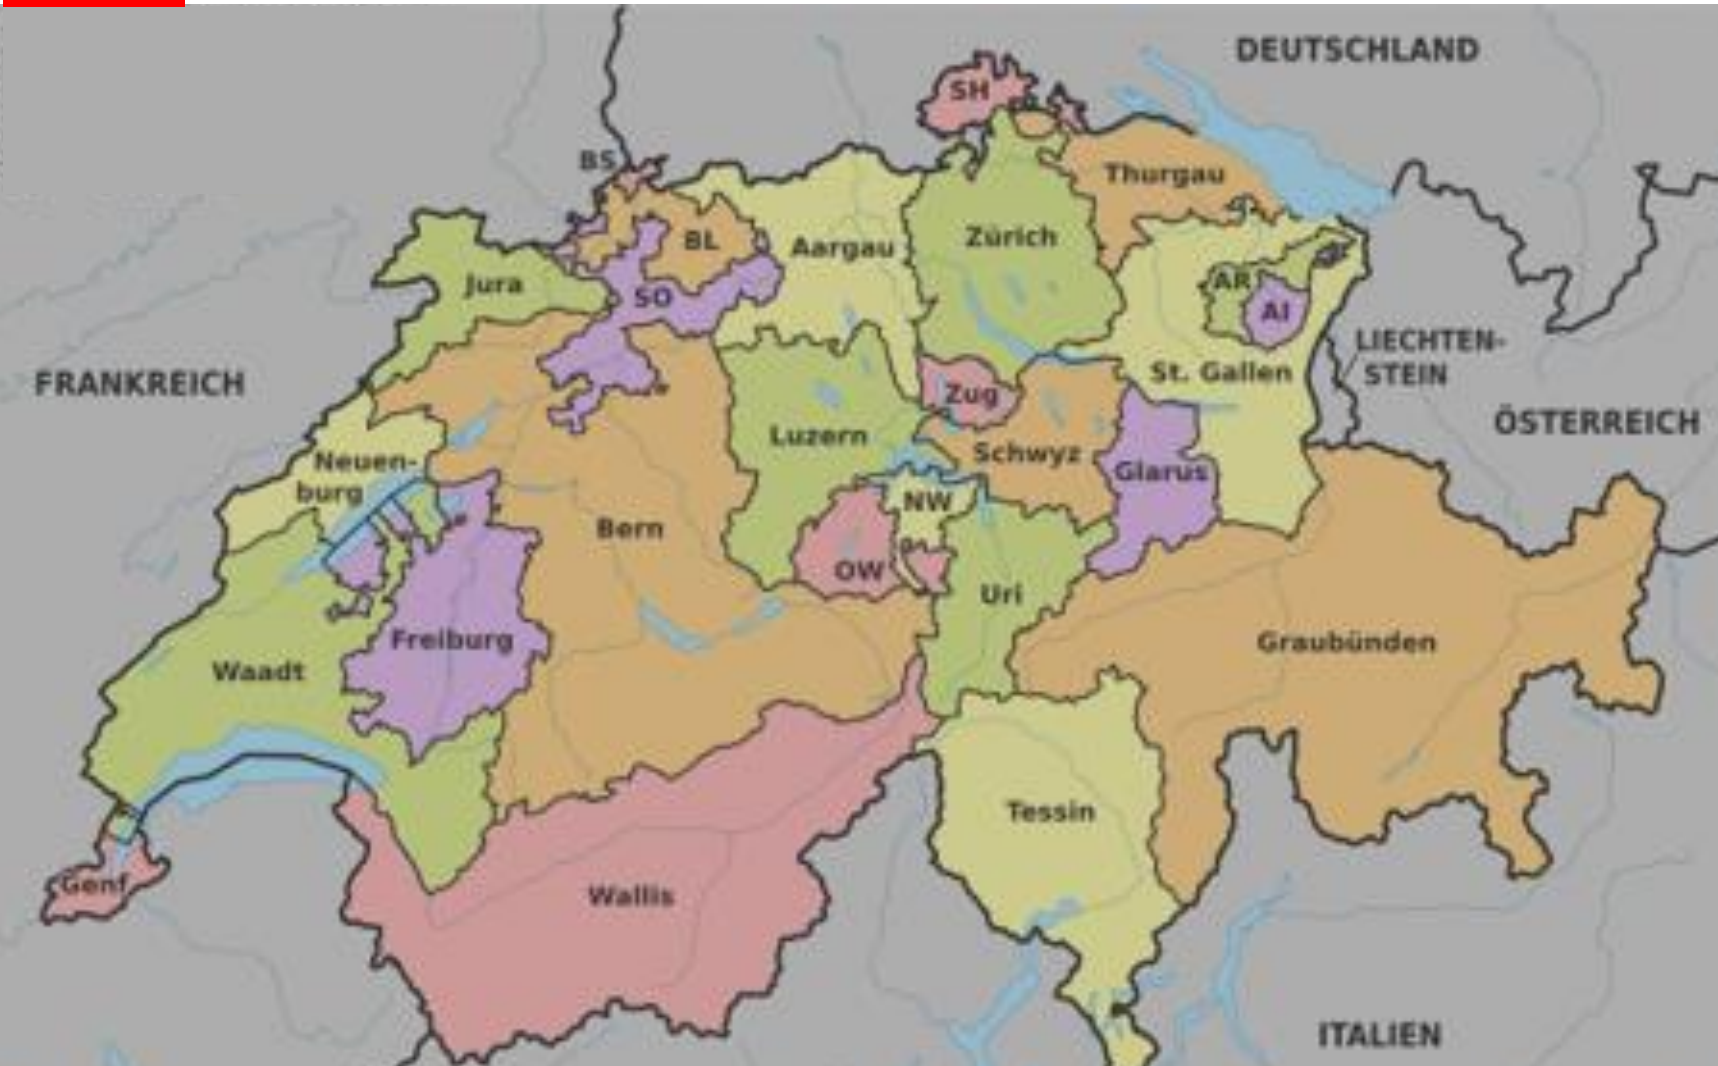 DEUTSCHLAND
SH
BS
Thurgau
BL
Aargau
Zürich
Jura
SO
AR
AI
LIECHTEN-
STEIN
FRANKREICH
St. Gallen
Zug
ÖSTERREICH
Luzern
Schwyz
Neuen-
burg
Glarus
NW
Bern
OW
Uri
Freiburg
Graubünden
Waadt
Tessin
Genf
Wallis
ITALIEN